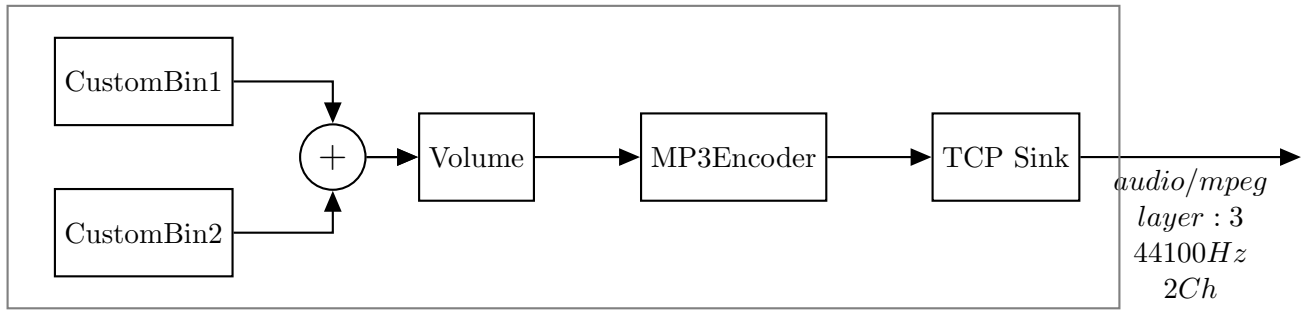 CustomBin1
CustomBin2
+
Volume
MP3Encoder
TCP Sink
audio/mpeg
layer : 3
44100Hz
2Ch